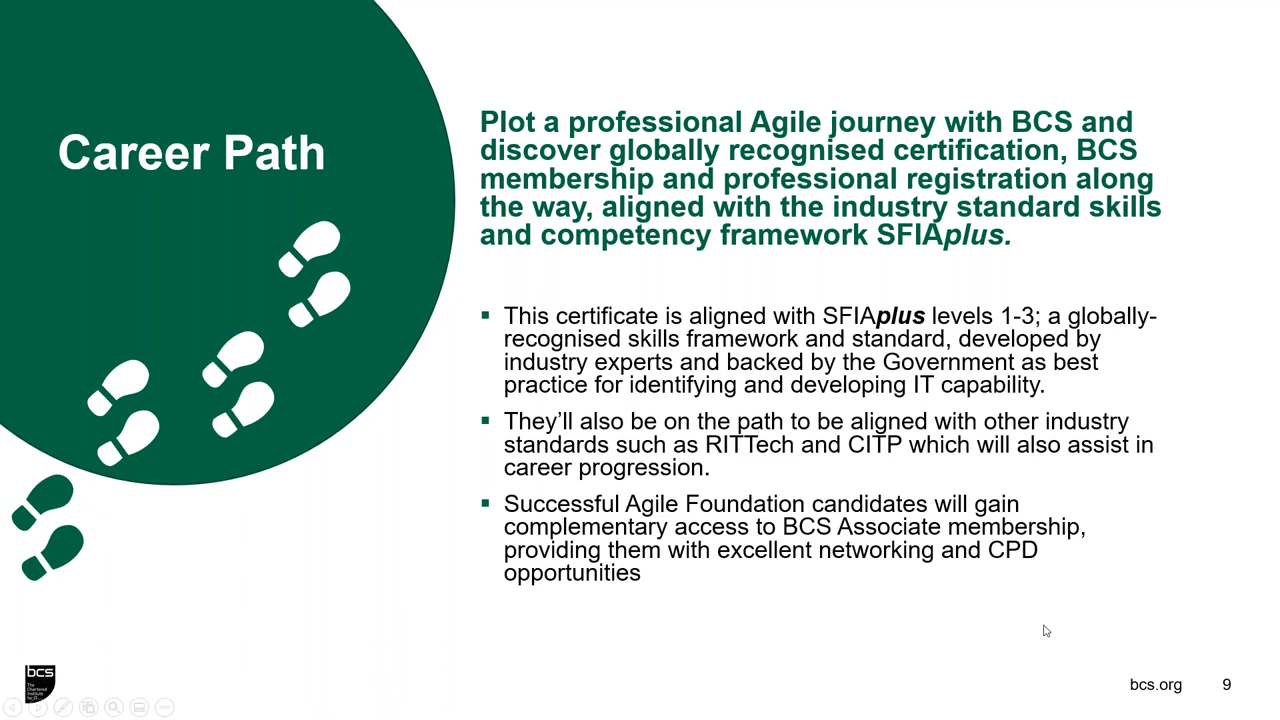 Career Path
Plot a professional Agile journey with BCS and
discover globally recognised certification, BCS
membership and professional registration along
the way, aligned with the industry standard skills
and competency framework SFIAplus.
▪ This certificate is aligned with SFIAplus levels 1-3; a globally-
recognised skills framework and standard, developed by
industry experts and backed by the Government as best
practice for identifying and developing IT capability.
▪ They’ll also be on the path to be aligned with other industry
standards such as RITTech and CITP which will also assist in
career progression.
▪ Successful Agile Foundation candidates will gain
complementary access to BCS Associate membership,
providing them with excellent networking and CPD
opportunities
bcs
The
Chartered
Institute
for IT
bcs.org 9